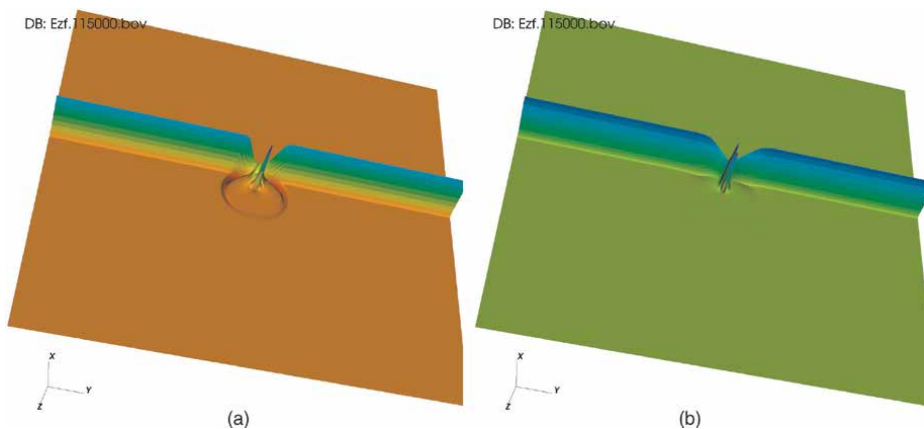 DB: Ezf.115000.bov
DB: Ezf.115000.bov
X
Y
Z
X
Y
Z
(a)
(b)